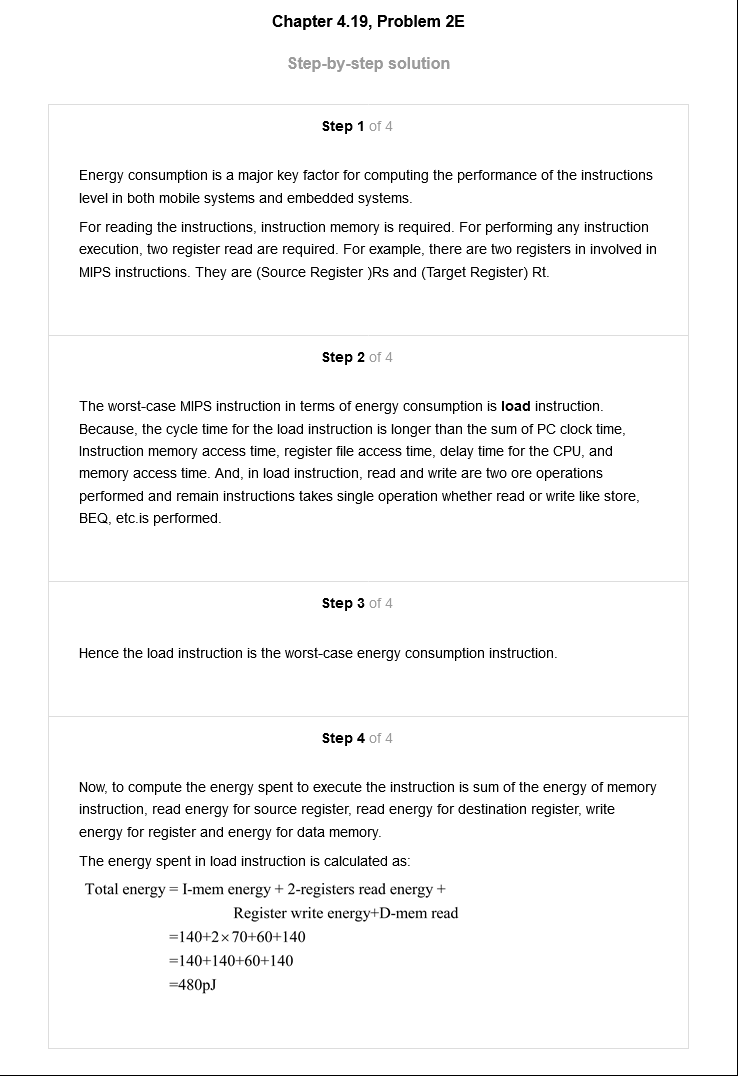 Chapter 4.19, Problem 2E
Step-by-step solution
Step 1 of 4
Energy consumption is a major key factor for computing the performance of the instructions
level in both mobile systems and embedded systems.
For reading the instructions, instruction memory is required. For performing any instruction
execution, two register read are required. For example, there are two registers in involved in
MIPS instructions. They are (Source Register )Rs and (Target Register) Rt.
Step 2 of 4
The worst-case MIPS instruction in terms of energy consumption is load instruction.
Because, the cycle time for the load instruction is longer than the sum of PC clock time,
Instruction memory access time, register file access time, delay time for the CPU, and
memory access time. And, in load instruction, read and write are two ore operations
performed and remain instructions takes single operation whether read or write like store,
BEQ, etc.is performed.
Step 3 of 4
Hence the load instruction is the worst-case energy consumption instruction.
Step 4 of 4
Now, to compute the energy spent to execute the instruction is sum of the energy of memory
instruction, read energy for source register, read energy for destination register, write
energy for register and energy for data memory.
The energy spent in load instruction is calculated as:
Total energy = I-mem energy + 2-registers read energy +
Register write energy+D-mem read
=140+2×70+60+140
=140+140+60+140
=480pJ